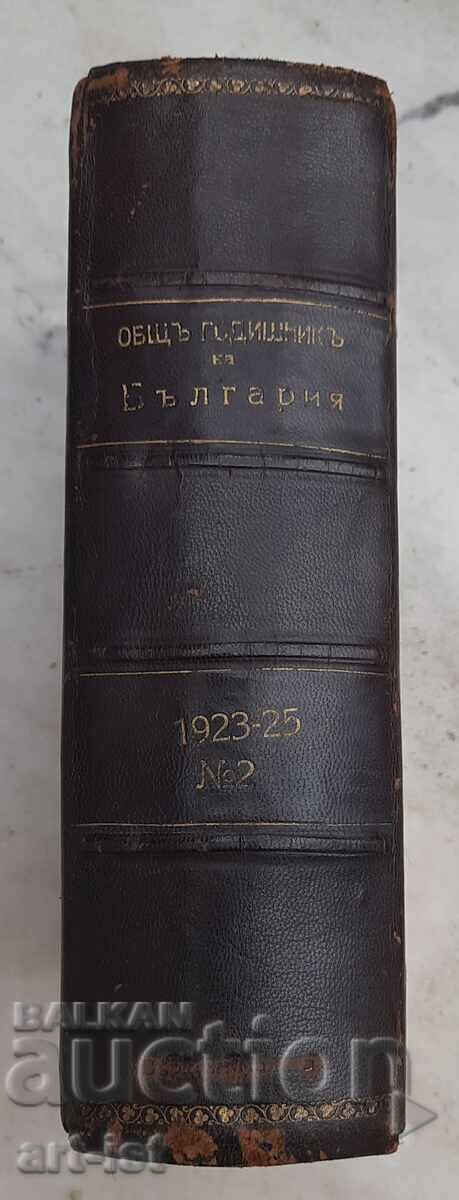 ОБЩЪ ГОДИШНИКЪ
на
България
1923-25
№2
BALKAN
auction
art-ist